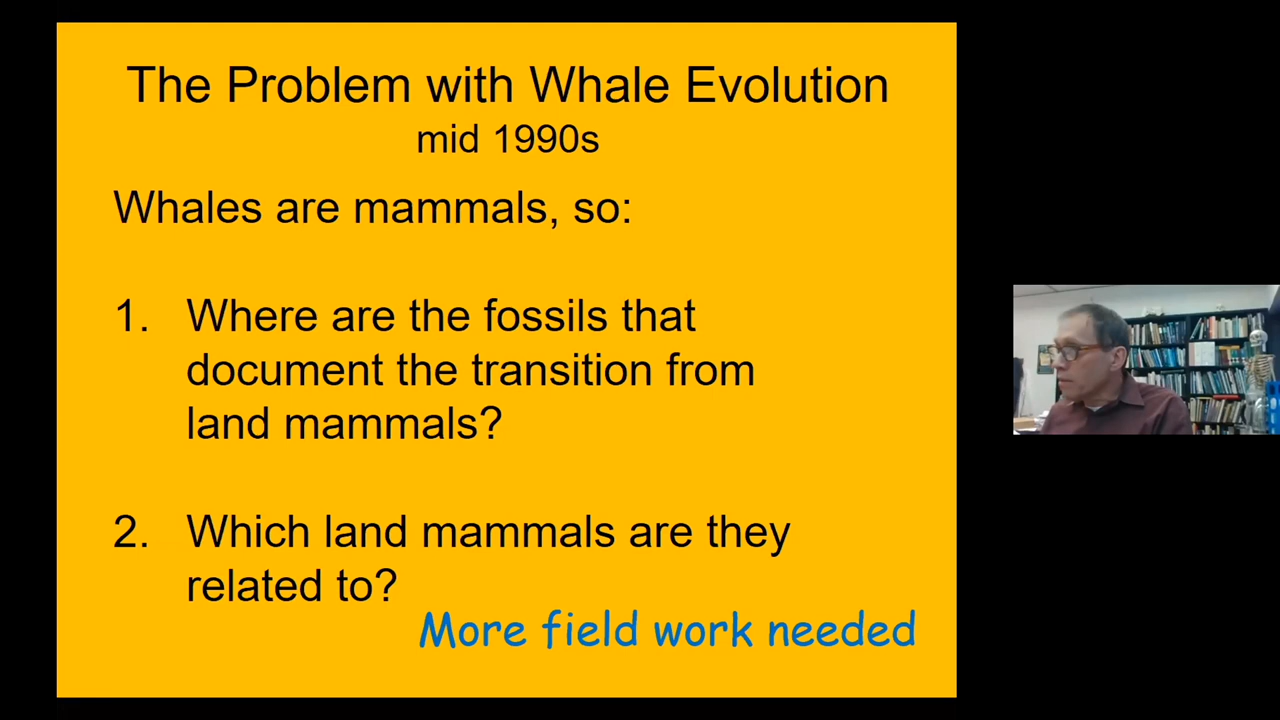 The Problem with Whale Evolution
mid 1990s
Whales are mammals, so:
1. Where are the fossils that
document the transition from
land mammals?
2. Which land mammals are they
related to?
More field work needed